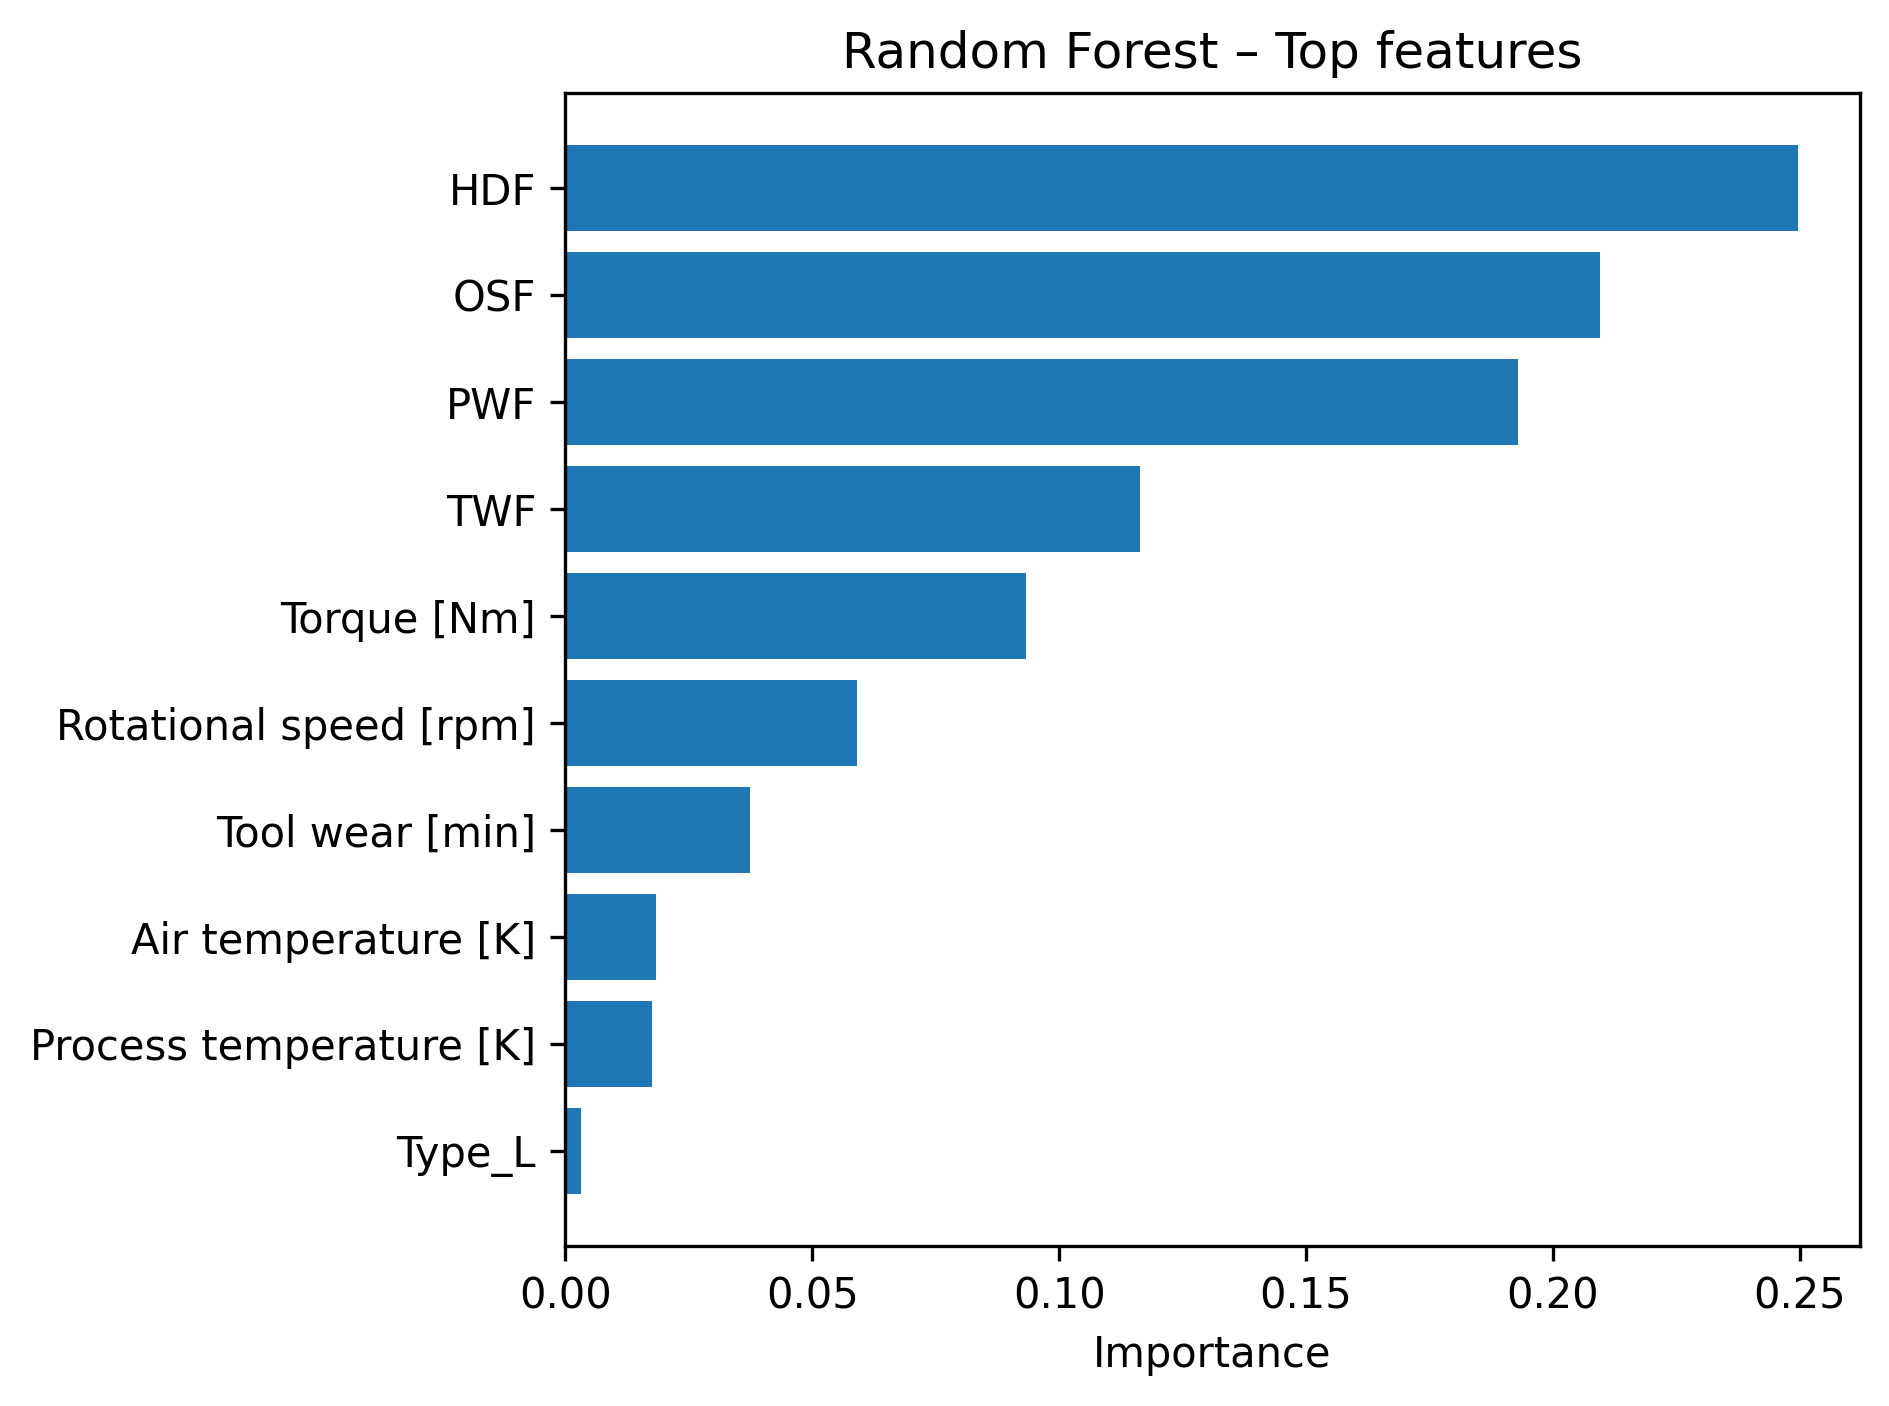 Random Forest – Top features
HDF
OSF
PWF
TWF
Torque [Nm]
Rotational speed [rpm]
Tool wear [min]
Air temperature [K]
Process temperature [K]
Type_L
0.00 0.05 0.10 0.15 0.20 0.25
Importance